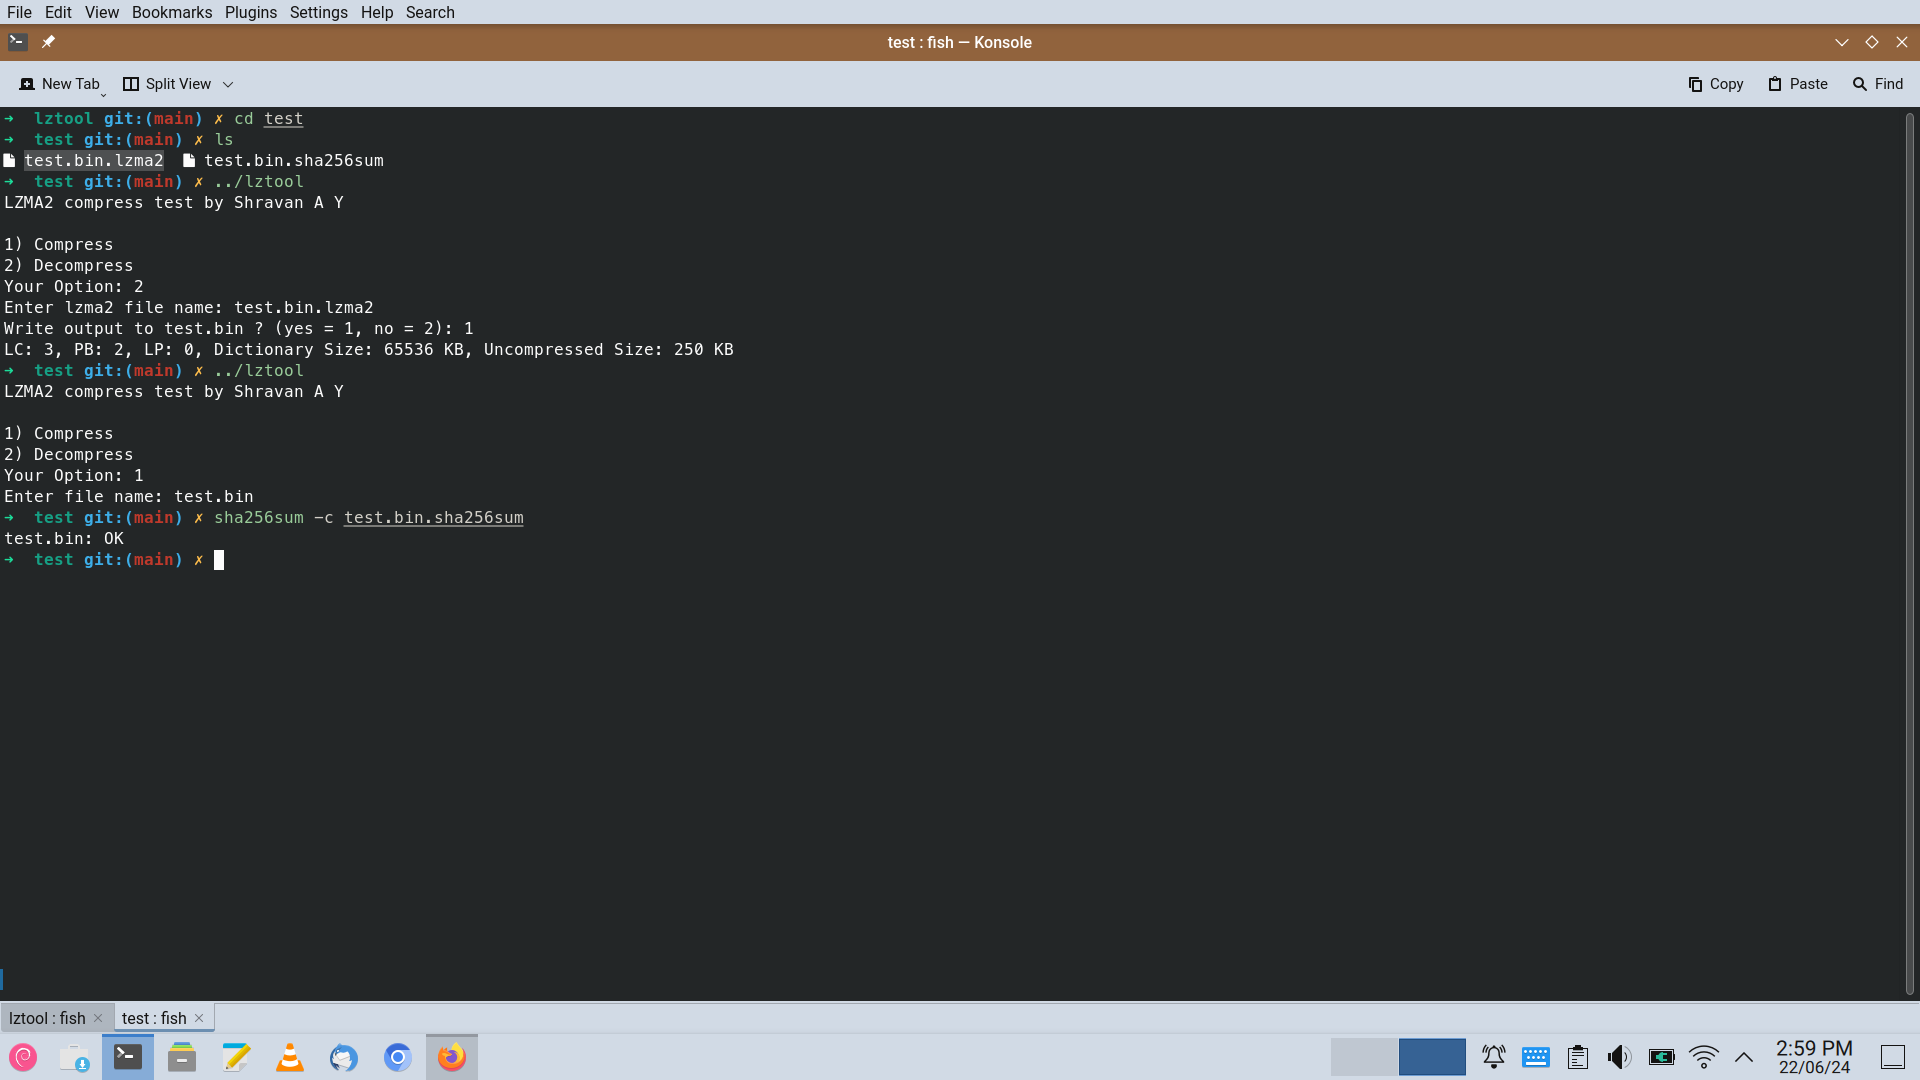 File Edit View Bookmarks Plugins Settings Help Search
test : fish — Konsole
New Tab Split View Copy Paste Find
➜ lztool git:(main) ✗ cd test
➜ test git:(main) ✗ ls
test.bin.lzma2 test.bin.sha256sum
➜ test git:(main) ✗ ../lztool
LZMA2 compress test by Shravan A Y
1) Compress
2) Decompress
Your Option: 2
Enter lzma2 file name: test.bin.lzma2
Write output to test.bin ? (yes = 1, no = 2): 1
LC: 3, PB: 2, LP: 0, Dictionary Size: 65536 KB, Uncompressed Size: 250 KB
➜ test git:(main) ✗ ../lztool
LZMA2 compress test by Shravan A Y
1) Compress
2) Decompress
Your Option: 1
Enter file name: test.bin
➜ test git:(main) ✗ sha256sum -c test.bin.sha256sum
test.bin: OK
➜ test git:(main) ✗
lztool : fish test : fish
2:59 PM
22/06/24